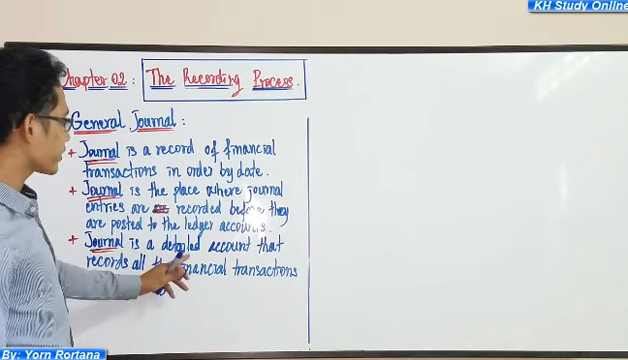 KH Study Online
Chapter 02 : The Recording Process.
General Journal :
+ Journal is a record of financial
transactions in order by date.
+ Journal is the place where journal
entries are recorded before they
are posted to the ledger accounts.
+ Journal is a detailed account that
records all the financial transactions
By: Yorn Rortana